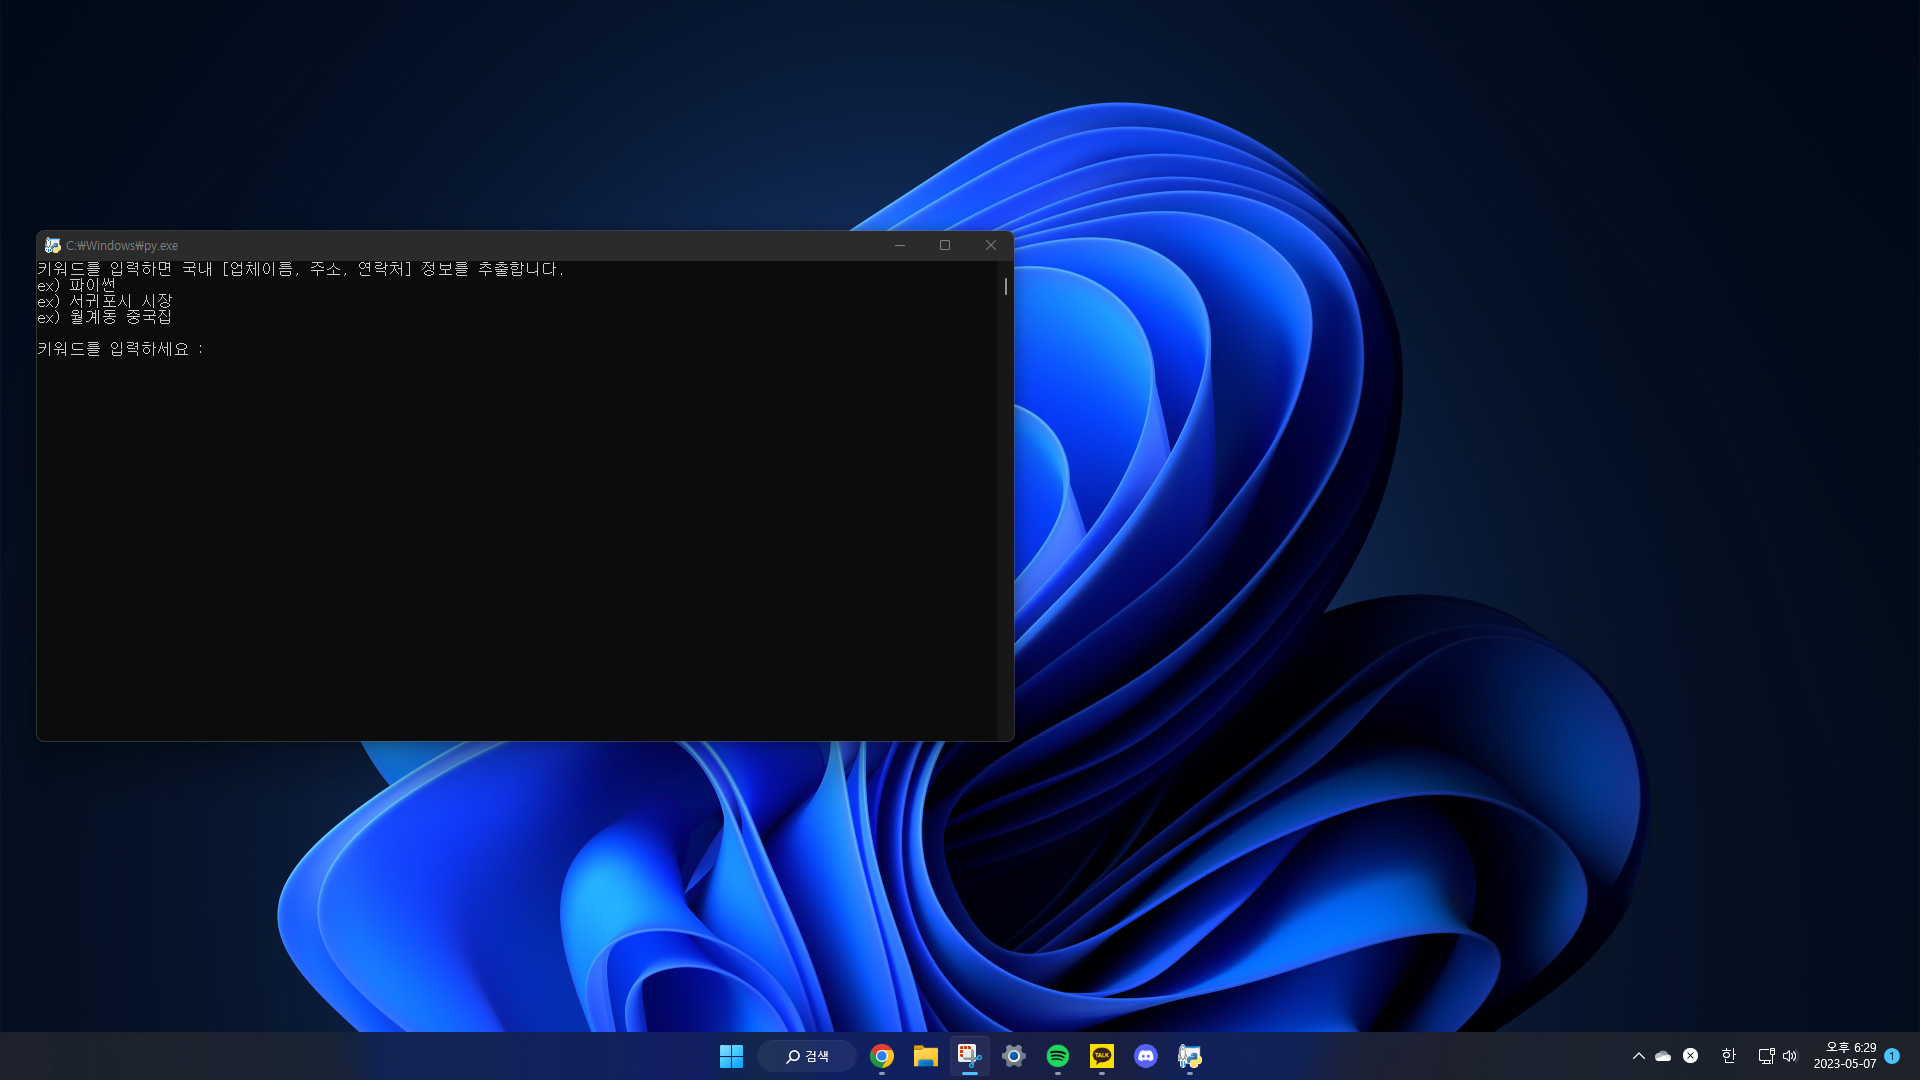 C:₩Windows₩py.exe
키워드를 입력하면 국내 [업체이름, 주소, 연락처] 정보를 추출합니다.
ex) 파이썬
ex) 서귀포시 시장
ex) 월계동 중국집
키워드를 입력하세요 :
검색
TALK
한
오후 6:29
2023-05-07
1